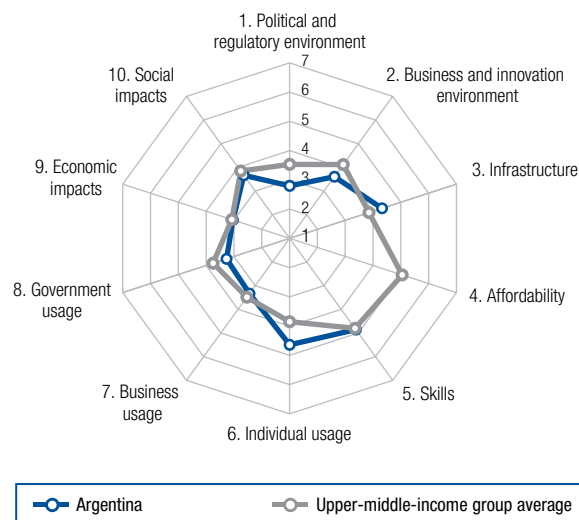 1. Political and
regulatory environment
2. Business and innovation
environment
3. Infrastructure
4. Affordability
5. Skills
6. Individual usage
7. Business
usage
8. Government
usage
9. Economic
impacts
10. Social
impacts
7
6
5
4
3
2
1
Argentina
Upper-middle-income group average